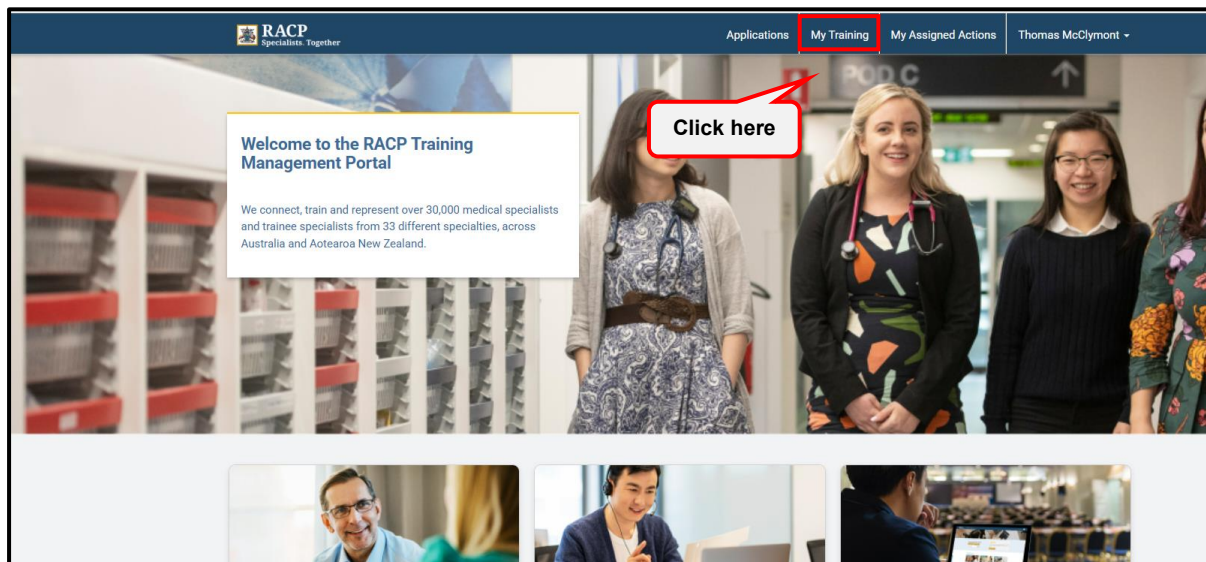 RACP
Specialists. Together
Applications
My Training
My Assigned Actions
Thomas McClymont
POD C
Click here
Welcome to the RACP Training
Management Portal
We connect, train and represent over 30,000 medical specialists
and trainee specialists from 33 different specialties, across
Australia and Aotearoa New Zealand.